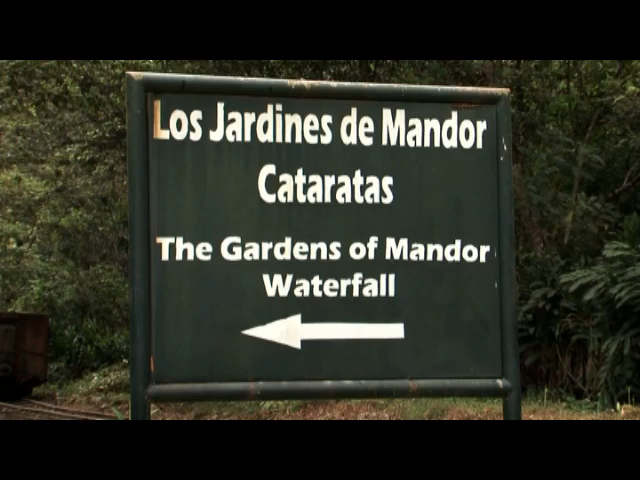 Los Jardines de Mandor
Cataratas
The Gardens of Mandor
Waterfall